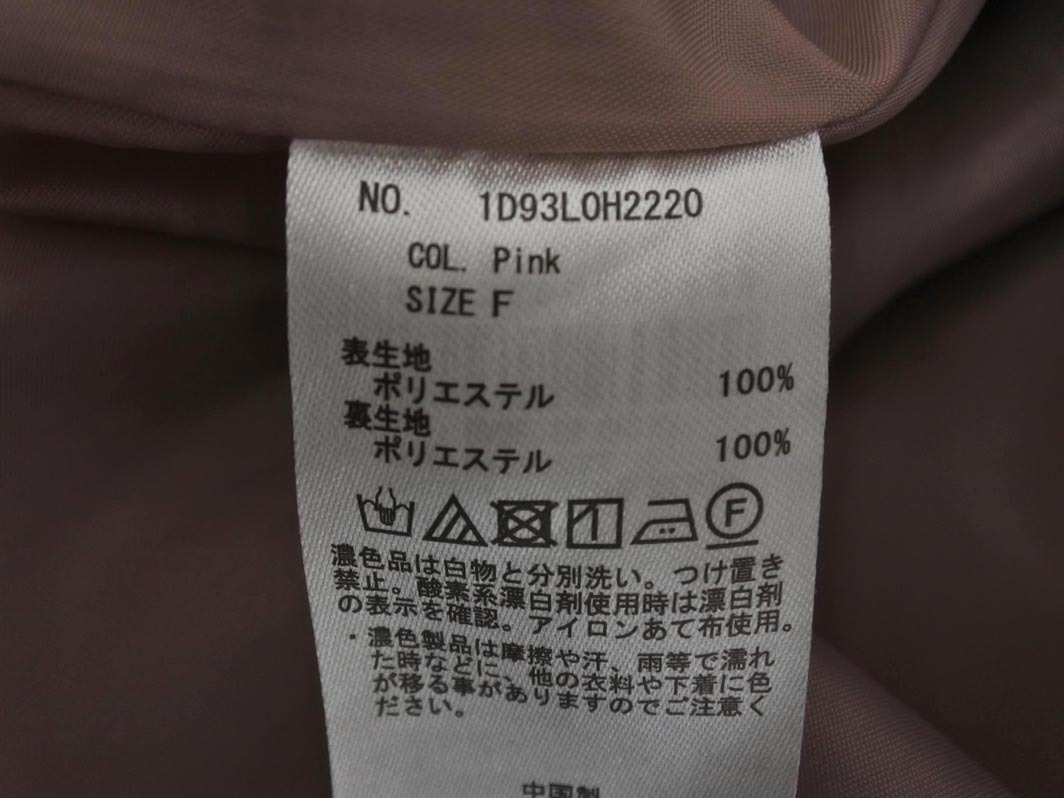 NO. 1D93L0H2220
COL. Pink
SIZE F
表生地
ポリエステル 100%
裏生地
ポリエステル 100%
F
濃色品は白物と分別洗い。つけ置き
禁止。酸素系漂白剤使用時は漂白剤
の表示を確認。アイロンあて布使用。
・濃色製品は摩擦や汗、雨等で濡れ
た時などに、他の衣料や下着に色
が移る事がありますのでご注意く
ださい。
中国製